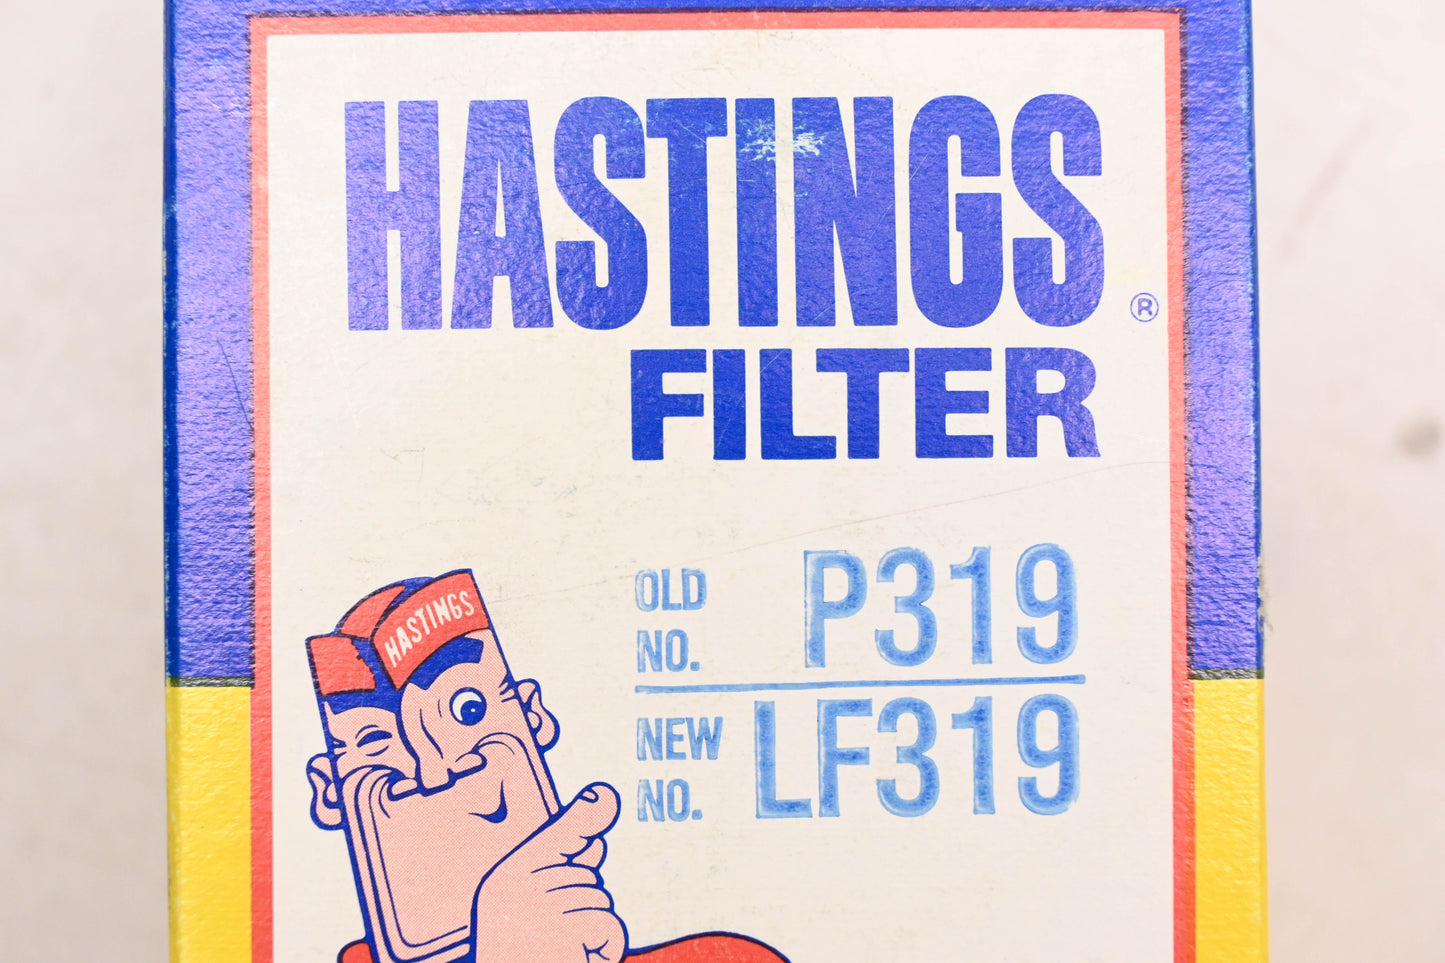 HASTINGS®
FILTER
OLD NO. P319
NEW NO. LF319
HASTINGS